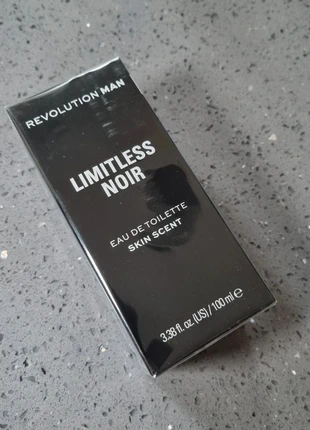 REVOLUTION MAN
LIMITLESS
NOIR
EAU DE TOILETTE
SKIN SCENT
3.38 fl. oz. (US) / 100 ml ℮